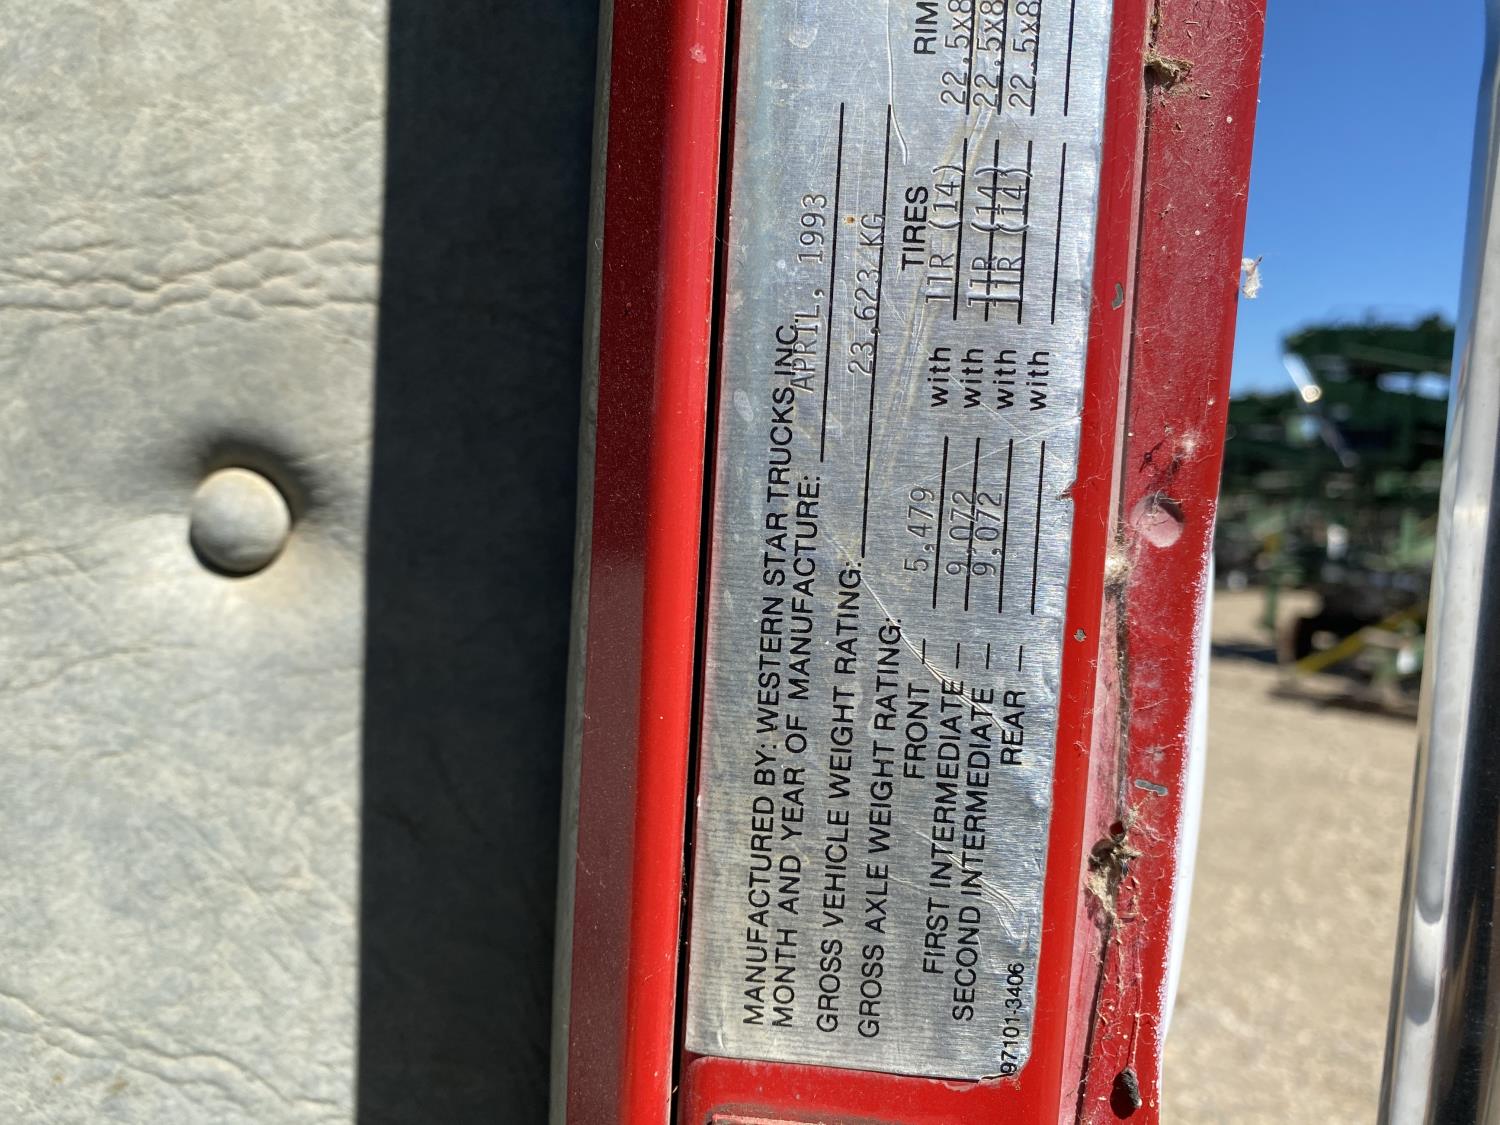 MANUFACTURED BY: WESTERN STAR TRUCKS, INC.
MONTH AND YEAR OF MANUFACTURE: APRIL, 1993
GROSS VEHICLE WEIGHT RATING: 23,623/KG
GROSS AXLE WEIGHT RATING: TIRES RIM
FRONT — 5,479 with 11R (14) 22.5x8
FIRST INTERMEDIATE — 9,072 with 11R (14) 22.5x8
SECOND INTERMEDIATE — 9,072 with 11R (14) 22.5x8
REAR — with
97101-3406